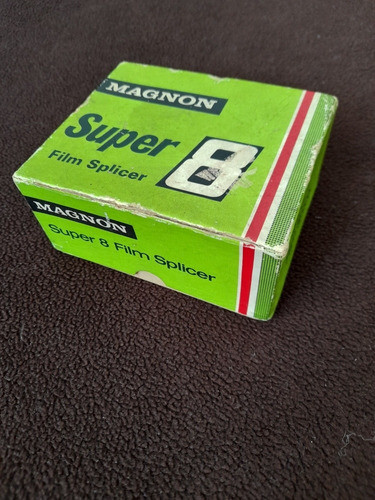 MAGNON
Super 8
Film Splicer
MAGNON
Super 8 Film Splicer